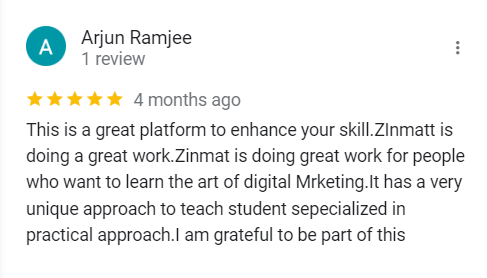 A
Arjun Ramjee
1 review
4 months ago
This is a great platform to enhance your skill.ZInmatt is
doing a great work.Zinmat is doing great work for people
who want to learn the art of digital Mrketing.It has a very
unique approach to teach student sepecialized in
practical approach.I am grateful to be part of this